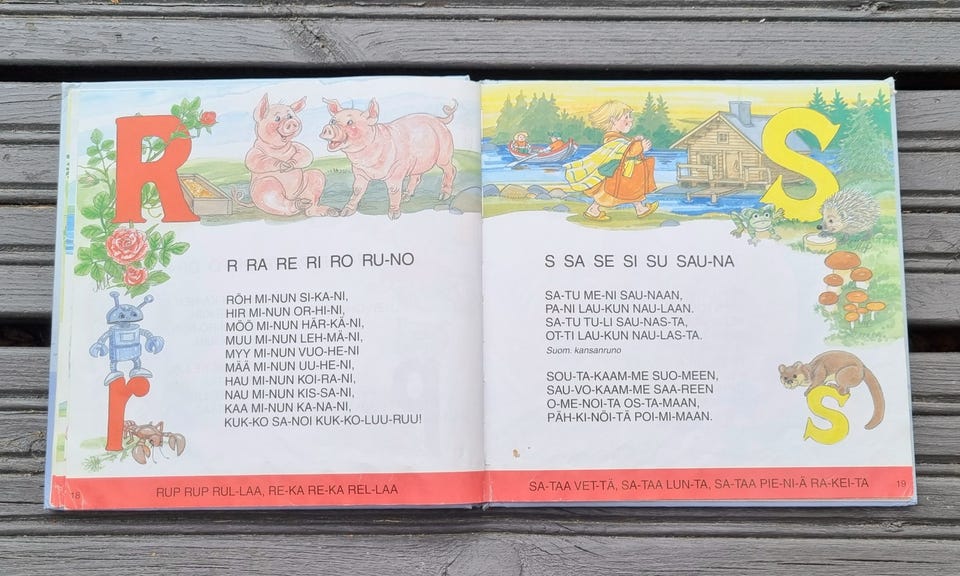 R
R RA RE RI RO RU-NO
RÖH MI-NUN SI-KA-NI,
HIR MI-NUN OR-HI-NI,
MÖÖ MI-NUN HÄR-KÄ-NI,
MUU MI-NUN LEH-MÄ-NI,
MYY MI-NUN VUO-HE-NI
MÄÄ MI-NUN UU-HE-NI,
HAU MI-NUN KOI-RA-NI,
NAU MI-NUN KIS-SA-NI,
KAA MI-NUN KA-NA-NI,
KUK-KO SA-NOI KUK-KO-LUU-RUU!
r
18
RUP RUP RUL-LAA, RE-KA RE-KA REL-LAA
S
S SA SE SI SU SAU-NA
SA-TU ME-NI SAU-NAAN,
PA-NI LAU-KUN NAU-LAAN.
SA-TU TU-LI SAU-NAS-TA,
OT-TI LAU-KUN NAU-LAS-TA.
Suom. kansanruno
SOU-TA-KAAM-ME SUO-MEEN,
SAU-VO-KAAM-ME SAA-REEN
O-ME-NOI-TA OS-TA-MAAN,
PÄH-KI-NÖI-TÄ POI-MI-MAAN.
S
SA-TAA VET-TÄ, SA-TAA LUN-TA, SA-TAA PIE-NI-Ä RA-KEI-TA
19